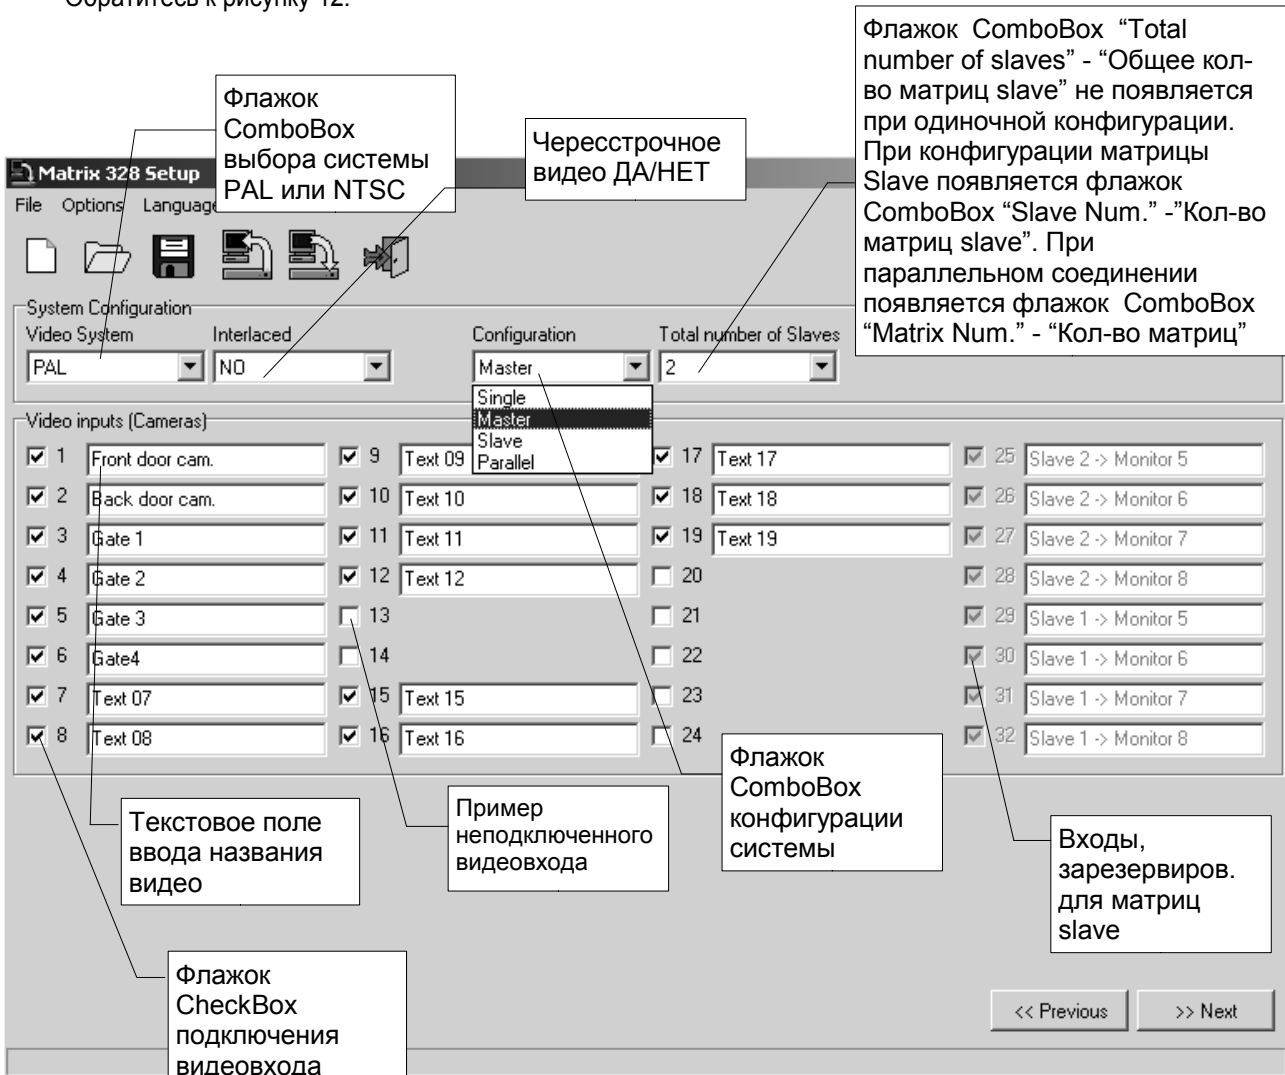 Обратитесь к рисунку 12.
Флажок ComboBox “Total
number of slaves” - “Общее кол-
во матриц slave” не появляется
при одиночной конфигурации.
При конфигурации матрицы
Slave появляется флажок
ComboBox “Slave Num.” -”Кол-во
матриц slave”. При
параллельном соединении
появляется флажок ComboBox
“Matrix Num.” - “Кол-во матриц”
Флажок
ComboBox
выбора системы
PAL или NTSC
Чересстрочное
видео ДА/НЕТ
Matrix 328 Setup
File Options Language
System Configuration
Video System Interlaced Configuration Total number of Slaves
PAL NO Master 2
Single
Master
Slave
Parallel
Video inputs (Cameras)
1 Front door cam. 9 Text 09 17 Text 17 25 Slave 2 -> Monitor 5
2 Back door cam. 10 Text 10 18 Text 18 26 Slave 2 -> Monitor 6
3 Gate 1 11 Text 11 19 Text 19 27 Slave 2 -> Monitor 7
4 Gate 2 12 Text 12 20 28 Slave 2 -> Monitor 8
5 Gate 3 13 21 29 Slave 1 -> Monitor 5
6 Gate4 14 22 30 Slave 1 -> Monitor 6
7 Text 07 15 Text 15 23 31 Slave 1 -> Monitor 7
8 Text 08 16 Text 16 24 32 Slave 1 -> Monitor 8
Текстовое поле
ввода названия
видео
Пример
неподключенного
видеовхода
Флажок
ComboBox
конфигурации
системы
Входы,
зарезервиров.
для матриц
slave
Флажок
CheckBox
подключения
видеовхода
<< Previous >> Next